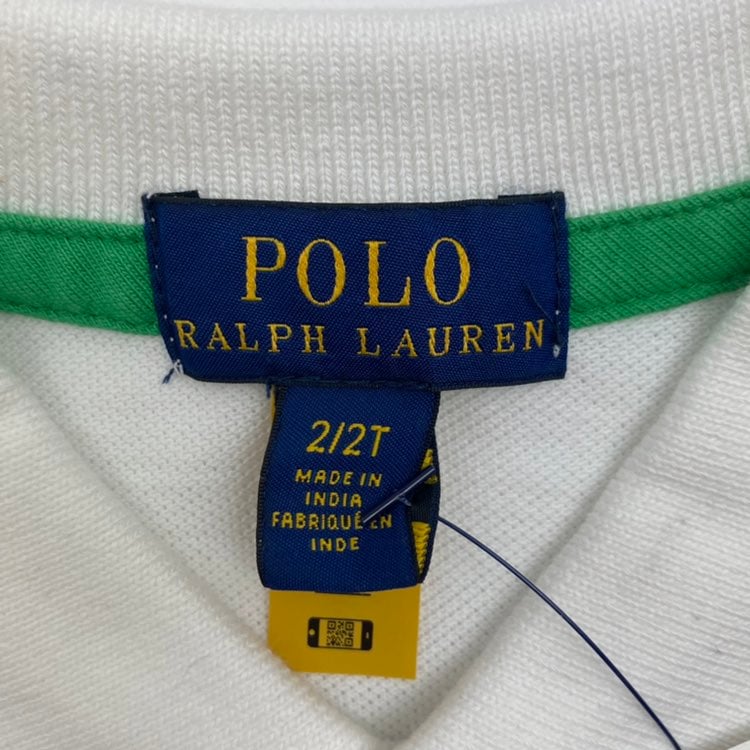 POLO
RALPH LAUREN
2/2T
MADE IN
INDIA
FABRIQUÉ EN
INDE